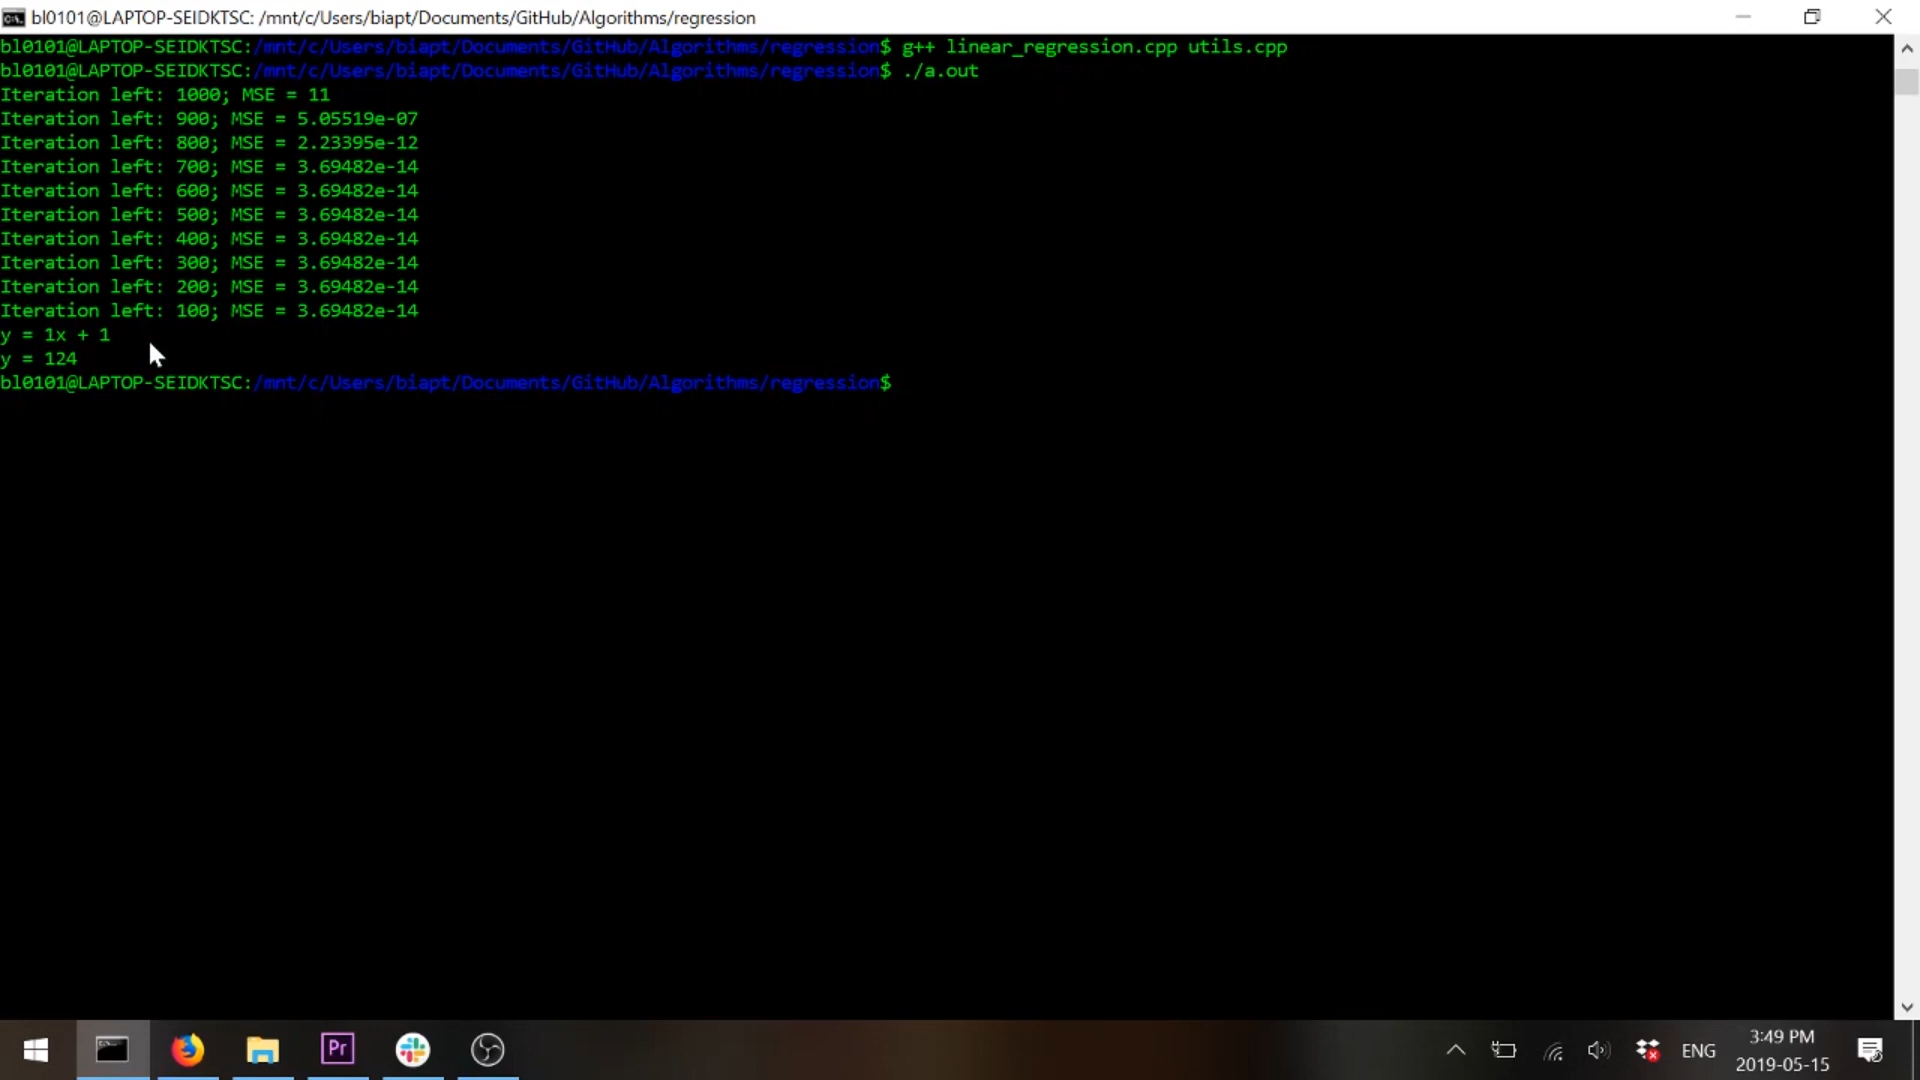 bl0101@LAPTOP-SEIDKTSC: /mnt/c/Users/biapt/Documents/GitHub/Algorithms/regression
bl0101@LAPTOP-SEIDKTSC:/mnt/c/Users/biapt/Documents/GitHub/Algorithms/regression$ g++ linear_regression.cpp utils.cpp
bl0101@LAPTOP-SEIDKTSC:/mnt/c/Users/biapt/Documents/GitHub/Algorithms/regression$ ./a.out
Iteration left: 1000; MSE = 11
Iteration left: 900; MSE = 5.05519e-07
Iteration left: 800; MSE = 2.23395e-12
Iteration left: 700; MSE = 3.69482e-14
Iteration left: 600; MSE = 3.69482e-14
Iteration left: 500; MSE = 3.69482e-14
Iteration left: 400; MSE = 3.69482e-14
Iteration left: 300; MSE = 3.69482e-14
Iteration left: 200; MSE = 3.69482e-14
Iteration left: 100; MSE = 3.69482e-14
y = 1x + 1
y = 124
bl0101@LAPTOP-SEIDKTSC:/mnt/c/Users/biapt/Documents/GitHub/Algorithms/regression$
Pr
ENG
3:49 PM
2019-05-15